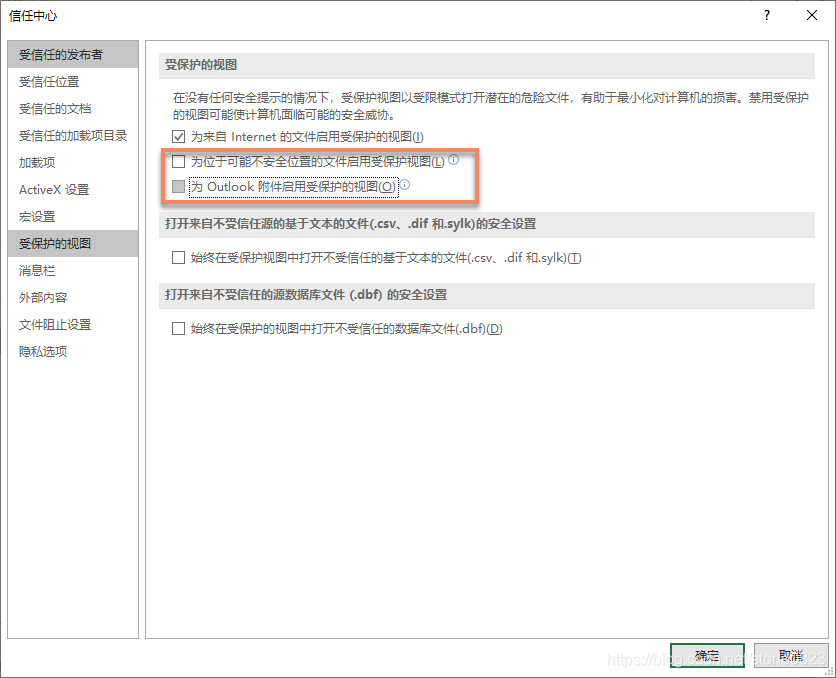 信任中心
?
受信任的发布者
受信任位置
受信任的文档
受信任的加载项目录
加载项
ActiveX 设置
宏设置
受保护的视图
消息栏
外部内容
文件阻止设置
隐私选项
受保护的视图
在没有任何安全提示的情况下，受保护视图以受限模式打开潜在的危险文件，有助于最小化对计算机的损害。禁用受保护
的视图可能使计算机面临可能的安全威胁。
为来自 Internet 的文件启用受保护的视图(I)
为位于可能不安全位置的文件启用受保护视图(L)
为 Outlook 附件启用受保护的视图(O)
打开来自不受信任源的基于文本的文件(.csv、.dif 和.sylk)的安全设置
始终在受保护视图中打开不受信任的基于文本的文件(.csv、.dif 和.sylk)(T)
打开来自不受信任的源数据库文件 (.dbf) 的安全设置
始终在受保护的视图中打开不受信任的数据库文件(.dbf)(D)
确定
取消